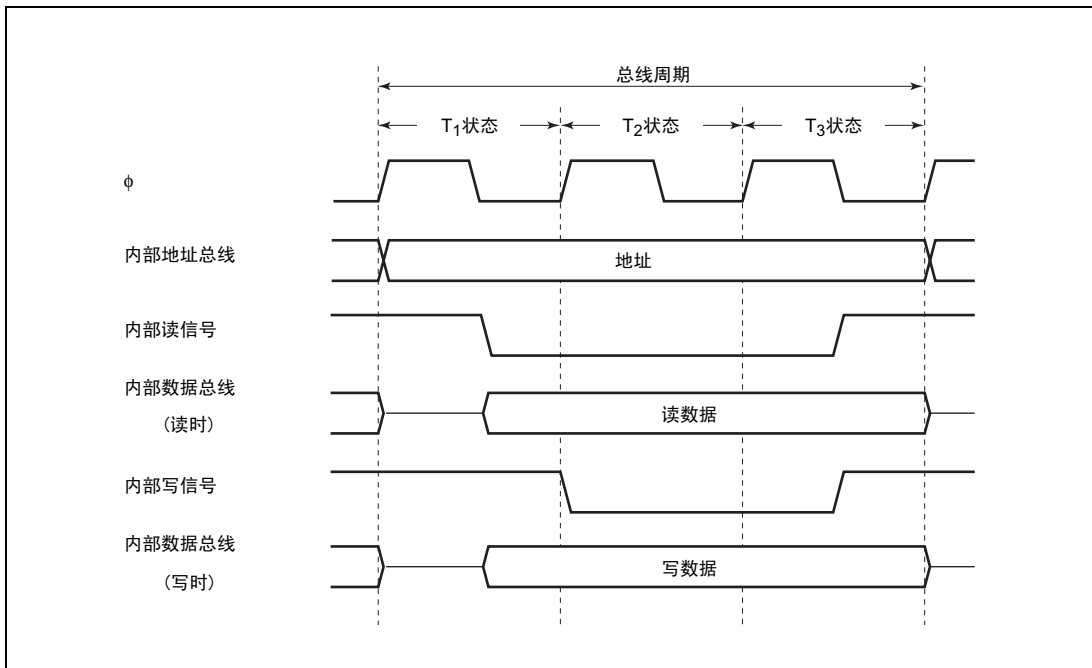 总线周期
T1状态
T2状态
T3状态
φ
内部地址总线
地址
内部读信号
内部数据总线
(读时)
读数据
内部写信号
内部数据总线
(写时)
写数据